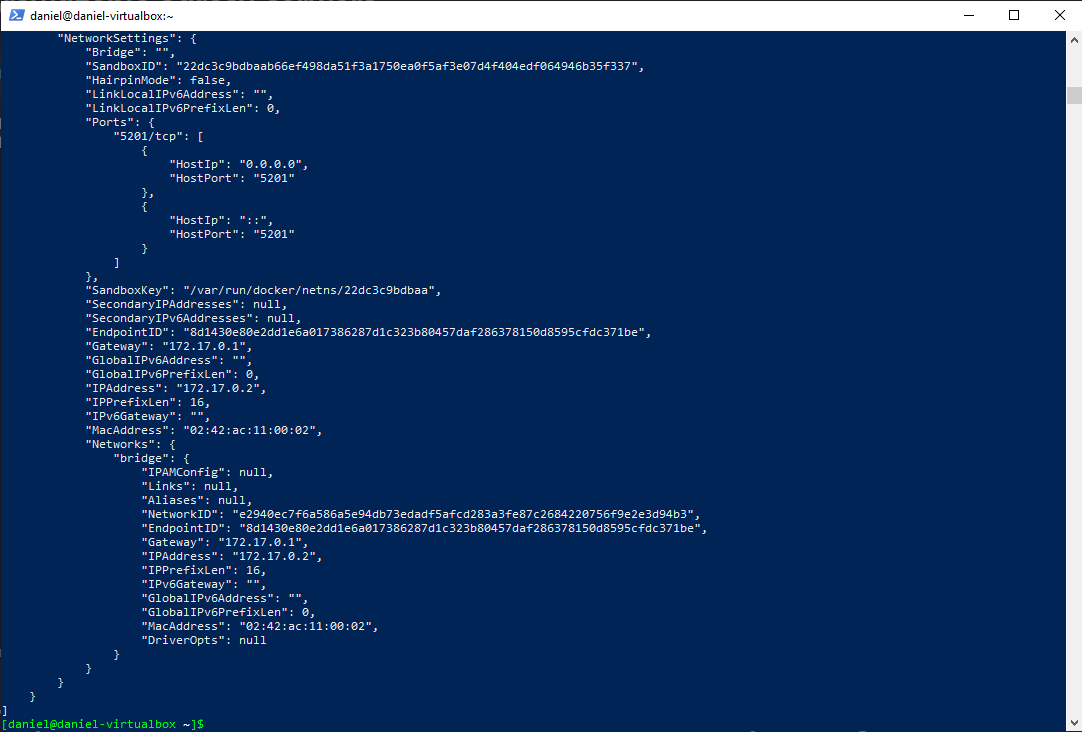 daniel@daniel-virtualbox:~
        "NetworkSettings": {
            "Bridge": "",
            "SandboxID": "22dc3c9bdbaab66ef498da51f3a1750ea0f5af3e07d4f404edf064946b35f337",
            "HairpinMode": false,
            "LinkLocalIPv6Address": "",
            "LinkLocalIPv6PrefixLen": 0,
            "Ports": {
                "5201/tcp": [
                    {
                        "HostIp": "0.0.0.0",
                        "HostPort": "5201"
                    },
                    {
                        "HostIp": "::",
                        "HostPort": "5201"
                    }
                ]
            },
            "SandboxKey": "/var/run/docker/netns/22dc3c9bdbaa",
            "SecondaryIPAddresses": null,
            "SecondaryIPv6Addresses": null,
            "EndpointID": "8d1430e80e2dd1e6a017386287d1c323b80457daf286378150d8595cfdc371be",
            "Gateway": "172.17.0.1",
            "GlobalIPv6Address": "",
            "GlobalIPv6PrefixLen": 0,
            "IPAddress": "172.17.0.2",
            "IPPrefixLen": 16,
            "IPv6Gateway": "",
            "MacAddress": "02:42:ac:11:00:02",
            "Networks": {
                "bridge": {
                    "IPAMConfig": null,
                    "Links": null,
                    "Aliases": null,
                    "NetworkID": "e2940ec7f6a586a5e94db73edadf5afcd283a3fe87c2684220756f9e2e3d94b3",
                    "EndpointID": "8d1430e80e2dd1e6a017386287d1c323b80457daf286378150d8595cfdc371be",
                    "Gateway": "172.17.0.1",
                    "IPAddress": "172.17.0.2",
                    "IPPrefixLen": 16,
                    "IPv6Gateway": "",
                    "GlobalIPv6Address": "",
                    "GlobalIPv6PrefixLen": 0,
                    "MacAddress": "02:42:ac:11:00:02",
                    "DriverOpts": null
                }
            }
        }
    }
]
[daniel@daniel-virtualbox ~]$